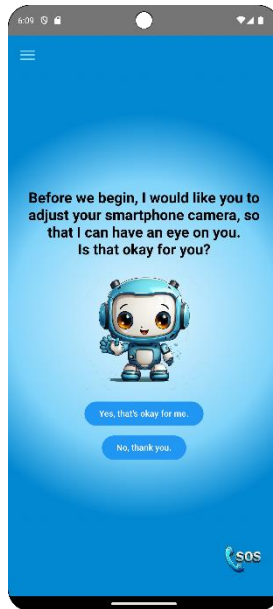 6:09
Before we begin, I would like you to
adjust your smartphone camera, so
that I can have an eye on you.
Is that okay for you?
Yes, that's okay for me.
No, thank you.
SOS